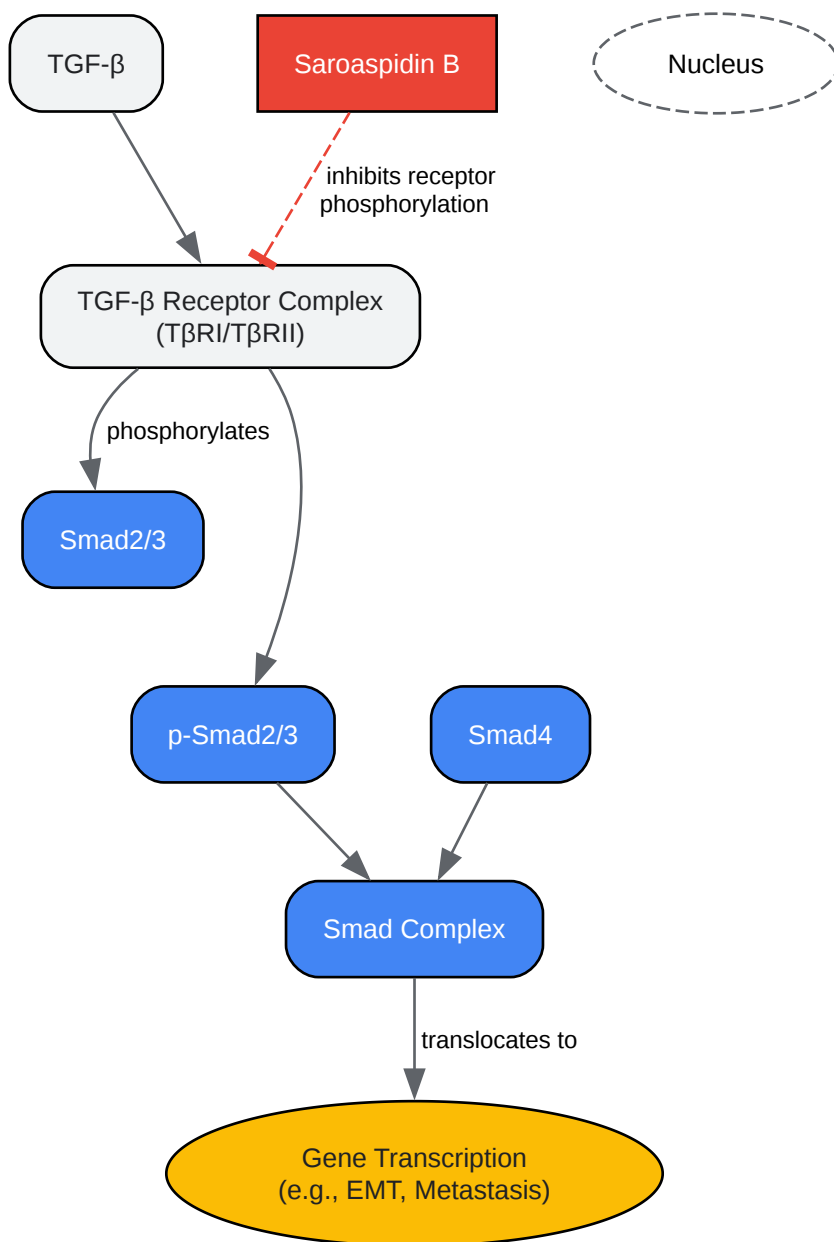 TGF-β
Saroaspidin B
Nucleus
inhibits receptor
phosphorylation
TGF-β Receptor Complex
(TβRI/TβRII)
phosphorylates
Smad2/3
p-Smad2/3
Smad4
Smad Complex
translocates to
Gene Transcription
(e.g., EMT, Metastasis)